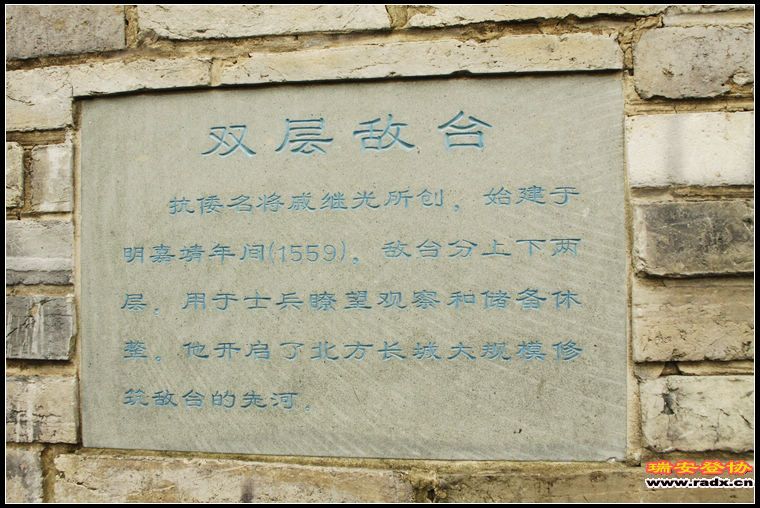 双层敌台
抗倭名将戚继光所创，始建于
明嘉靖年间(1559)。敌台分上下两
层，用于士兵瞭望观察和储备休
整。他开启了北方长城大规模修
筑敌台的先河。
瑞安登协
www.radx.cn